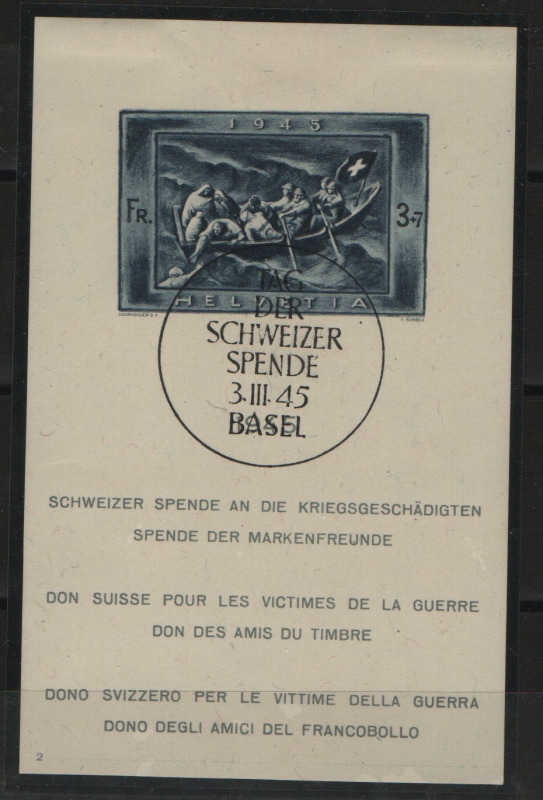 1945
FR. 3+7
HELVETIA
TAG
DER
SCHWEIZER
SPENDE
3.III.45
1945
BASEL
SCHWEIZER SPENDE AN DIE KRIEGSGESCHÄDIGTEN
SPENDE DER MARKENFREUNDE
DON SUISSE POUR LES VICTIMES DE LA GUERRE
DON DES AMIS DU TIMBRE
DONO SVIZZERO PER LE VITTIME DELLA GUERRA
DONO DEGLI AMICI DEL FRANCOBOLLO
2